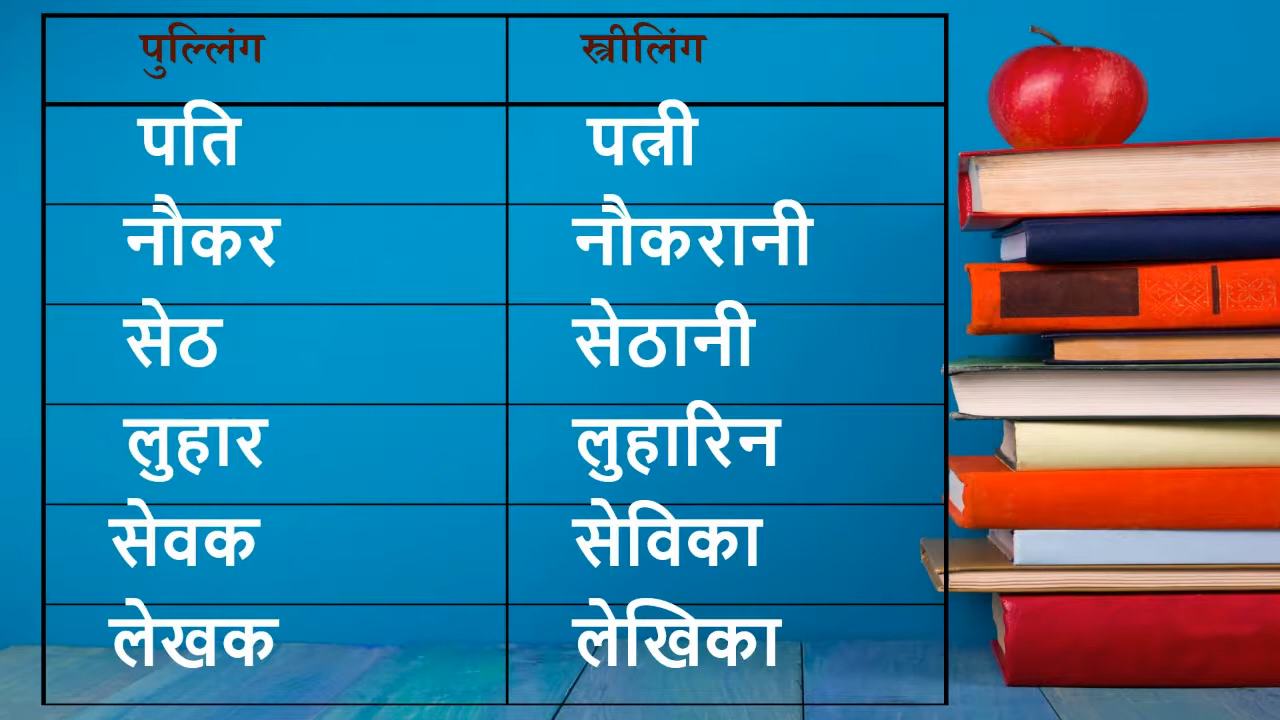 पुल्लिंग स्त्रीलिंग
पति पत्नी
नौकर नौकरानी
सेठ सेठानी
लुहार लुहारिन
सेवक सेविका
लेखक लेखिका